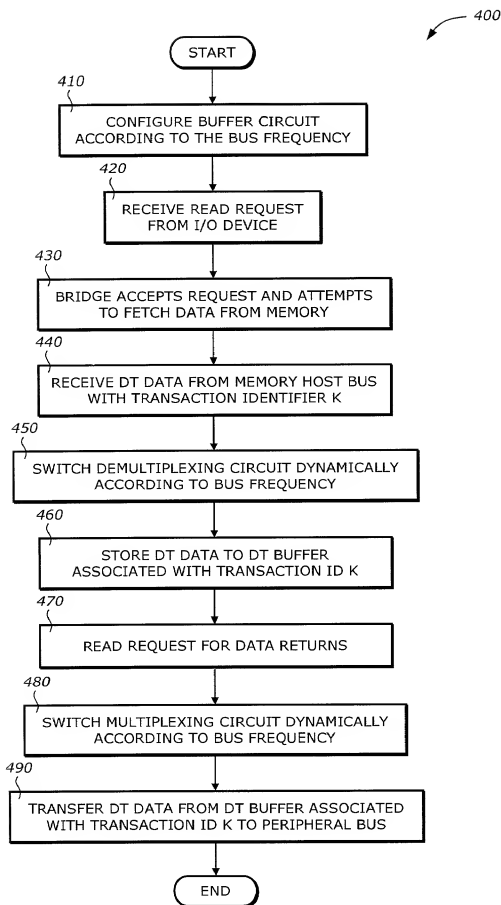 400
START
410
CONFIGURE BUFFER CIRCUIT
ACCORDING TO THE BUS FREQUENCY
420
RECEIVE READ REQUEST
FROM I/O DEVICE
430
BRIDGE ACCEPTS REQUEST AND ATTEMPTS
TO FETCH DATA FROM MEMORY
440
RECEIVE DT DATA FROM MEMORY HOST BUS
WITH TRANSACTION IDENTIFIER K
450
SWITCH DEMULTIPLEXING CIRCUIT DYNAMICALLY
ACCORDING TO BUS FREQUENCY
460
STORE DT DATA TO DT BUFFER
ASSOCIATED WITH TRANSACTION ID K
470
READ REQUEST FOR DATA RETURNS
480
SWITCH MULTIPLEXING CIRCUIT DYNAMICALLY
ACCORDING TO BUS FREQUENCY
490
TRANSFER DT DATA FROM DT BUFFER ASSOCIATED
WITH TRANSACTION ID K TO PERIPHERAL BUS
END